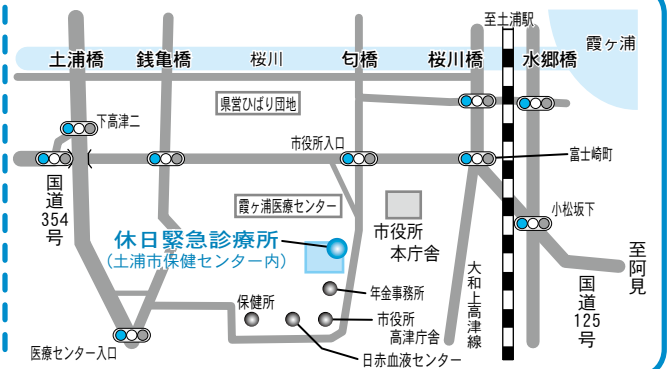 至土浦駅
霞ヶ浦
土浦橋
銭亀橋
桜川
匂橋
桜川橋
水郷橋
県営ひばり団地
下高津二
市役所入口
富士崎町
国道354号
霞ヶ浦医療センター
市役所
本庁舎
小松坂下
休日緊急診療所
(土浦市保健センター内)
大和上高津線
至阿見
国道125号
年金事務所
保健所
市役所
高津庁舎
日赤血液センター
医療センター入口